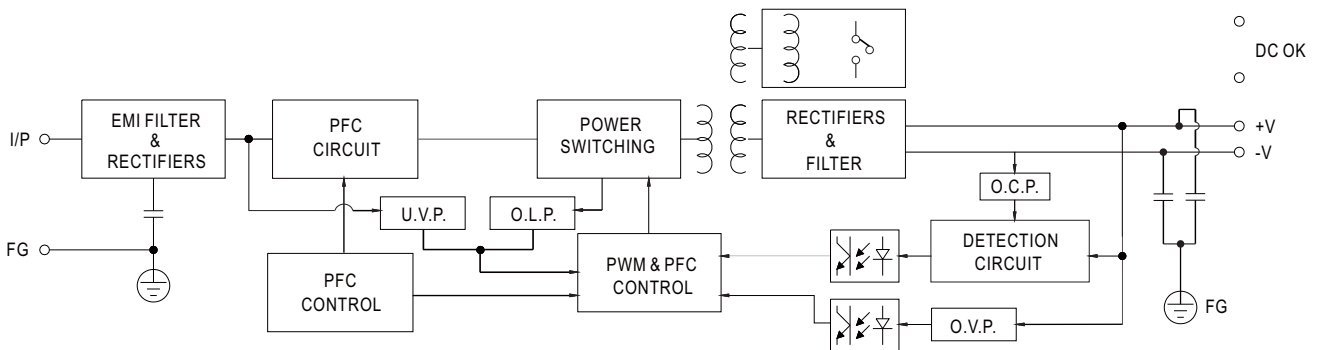 DC OK
I/P
EMI FILTER
&
RECTIFIERS
PFC
CIRCUIT
POWER
SWITCHING
RECTIFIERS
&
FILTER
+V
-V
U.V.P.
O.L.P.
O.C.P.
FG
PFC
CONTROL
PWM & PFC
CONTROL
DETECTION
CIRCUIT
O.V.P.
FG